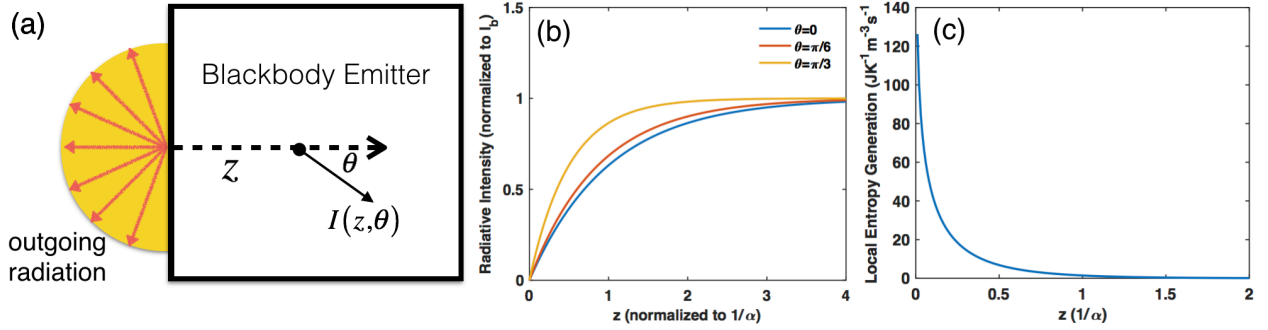 (a)
Blackbody Emitter
z
θ
I(z,θ)
outgoing
radiation
(b)
Radiative Intensity (normalized to I_b)
1.5
1
0.5
0
θ=0
θ=π/6
θ=π/3
0 1 2 3 4
z (normalized to 1/α)
(c)
Local Entropy Generation (JK⁻¹m⁻³s⁻¹)
140
120
100
80
60
40
20
0
0 0.5 1 1.5 2
z (1/α)